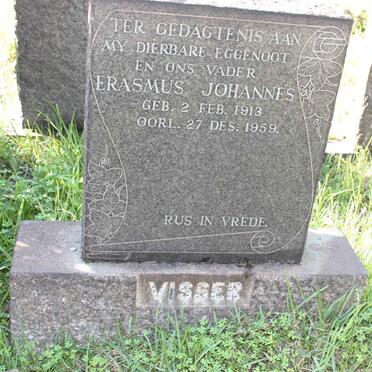 TER GEDAGTENIS AAN
MY DIERBARE EGGENOOT
EN ONS VADER
ERASMUS JOHANNES
GEB. 2 FEB. 1913
OORL. 27 DES. 1959.
RUS IN VREDE.
VISSER